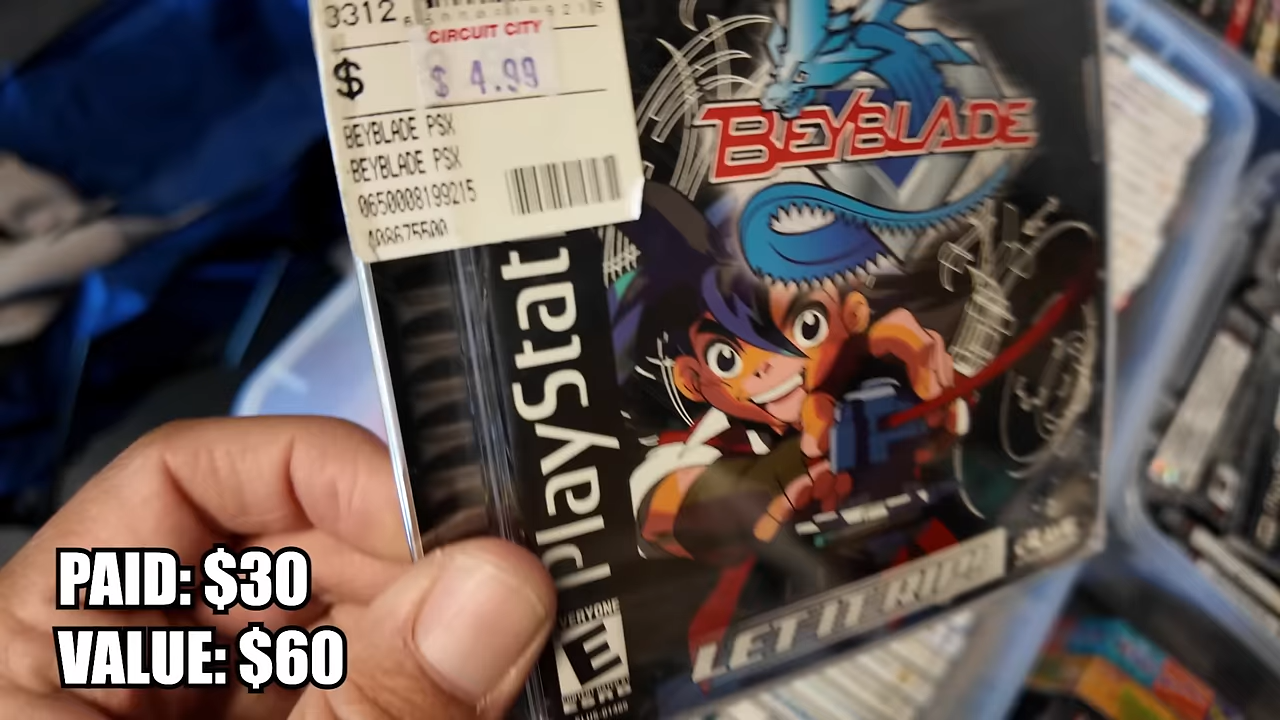 3312
CIRCUIT CITY
$
$ 4.99
BEYBLADE PSX
BEYBLADE PSX
0650008199215
BEYBLADE
PlayStat
LET IT RIP!
EVERYONE
E
PAID: $30
VALUE: $60